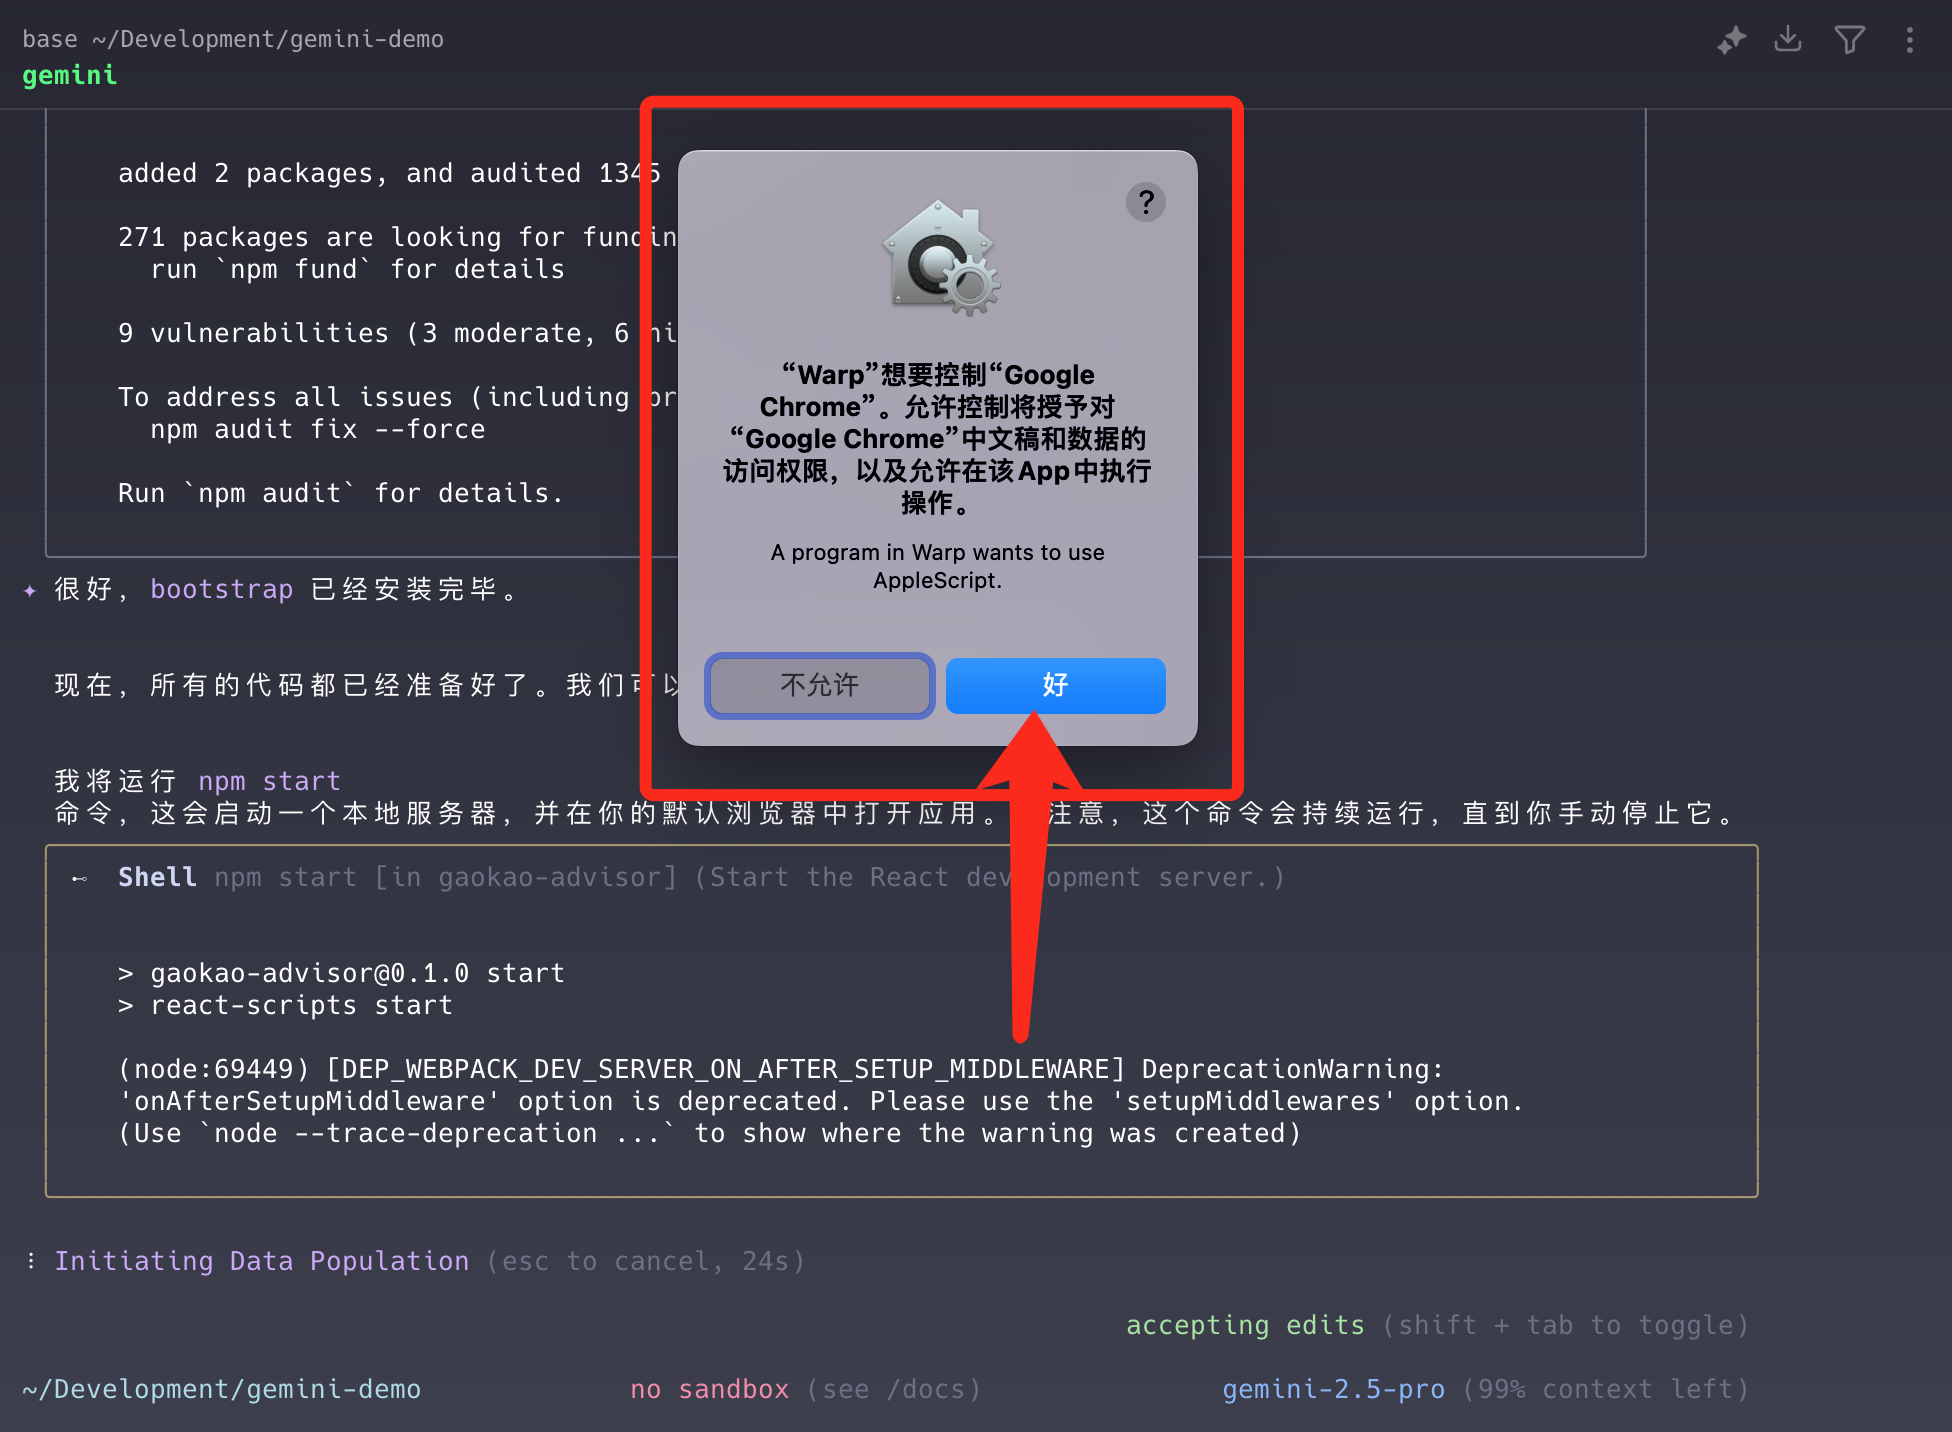 base ~/Development/gemini-demo
gemini
added 2 packages, and audited 1345
271 packages are looking for fundin
run `npm fund` for details
9 vulnerabilities (3 moderate, 6 hi
To address all issues (including br
npm audit fix --force
Run `npm audit` for details.
?
“Warp”想要控制“Google
Chrome”。允许控制将授予对
“Google Chrome”中文稿和数据的
访问权限，以及允许在该App中执行
操作。
A program in Warp wants to use
AppleScript.
不允许
好
✦ 很好，bootstrap 已经安装完毕。
现在，所有的代码都已经准备好了。我们可以
我将运行 npm start
命令，这会启动一个本地服务器，并在你的默认浏览器中打开应用。 注意，这个命令会持续运行，直到你手动停止它。
⊷ Shell npm start [in gaokao-advisor] (Start the React dev opment server.)
> gaokao-advisor@0.1.0 start
> react-scripts start
(node:69449) [DEP_WEBPACK_DEV_SERVER_ON_AFTER_SETUP_MIDDLEWARE] DeprecationWarning:
'onAfterSetupMiddleware' option is deprecated. Please use the 'setupMiddlewares' option.
(Use `node --trace-deprecation ...` to show where the warning was created)
⠇ Initiating Data Population (esc to cancel, 24s)
accepting edits (shift + tab to toggle)
~/Development/gemini-demo no sandbox (see /docs) gemini-2.5-pro (99% context left)